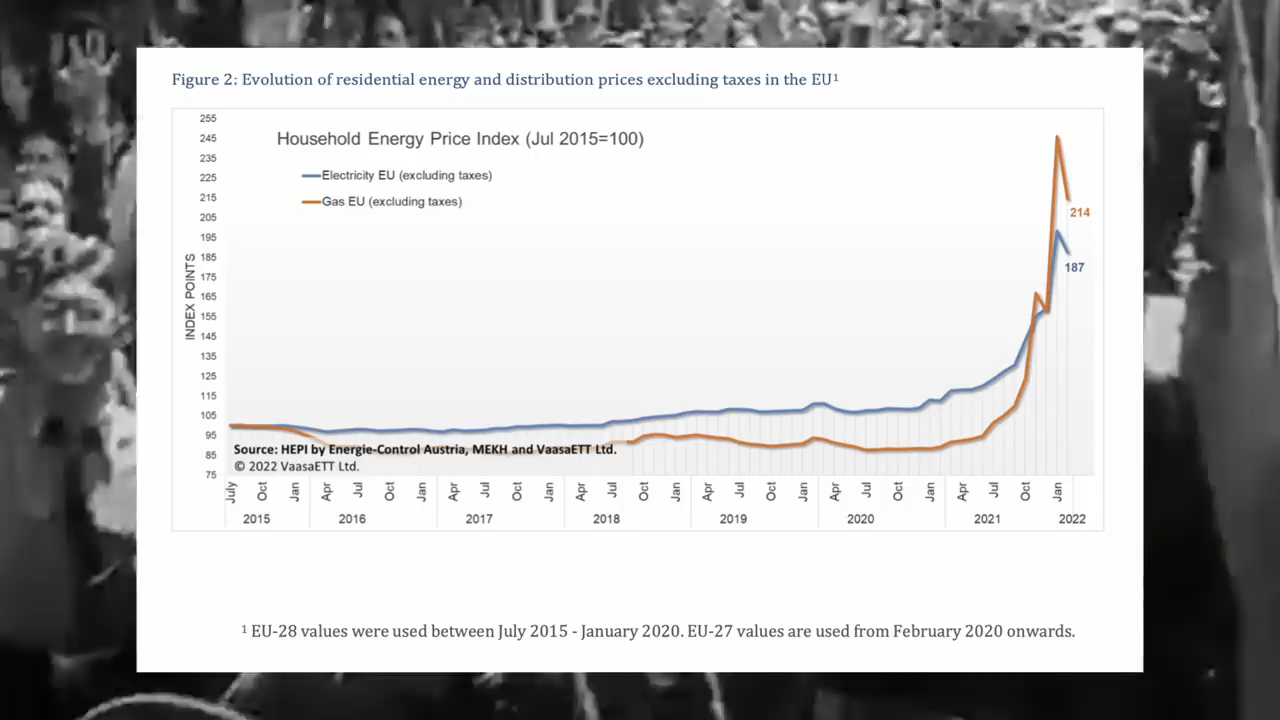 Figure 2: Evolution of residential energy and distribution prices excluding taxes in the EU¹
Household Energy Price Index (Jul 2015=100)
Electricity EU (excluding taxes)
Gas EU (excluding taxes)
INDEX POINTS
255
245
235
225
215
205
195
185
175
165
155
145
135
125
115
105
95
85
75
214
187
Source: HEPI by Energie-Control Austria, MEKH and VaasaETT Ltd.
© 2022 VaasaETT Ltd.
July Oct Jan Apr Jul Oct Jan Apr Jul Oct Jan Apr Jul Oct Jan Apr Jul Oct Jan Apr Jul Oct Jan Apr Jul Oct Jan
2015 2016 2017 2018 2019 2020 2021 2022
¹ EU-28 values were used between July 2015 - January 2020. EU-27 values are used from February 2020 onwards.